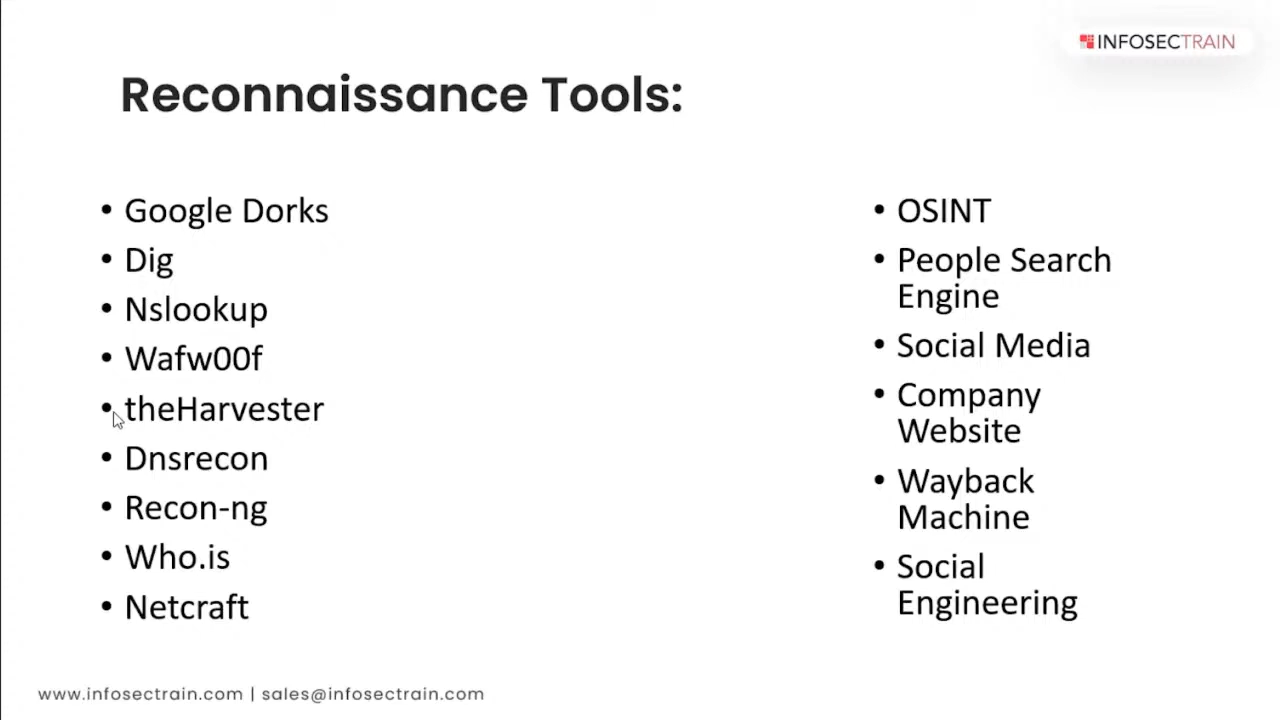 INFOSECTRAIN
Reconnaissance Tools:
• Google Dorks
• Dig
• Nslookup
• Wafw00f
• theHarvester
• Dnsrecon
• Recon-ng
• Who.is
• Netcraft
• OSINT
• People Search
Engine
• Social Media
• Company
Website
• Wayback
Machine
• Social
Engineering
www.infosectrain.com | sales@infosectrain.com